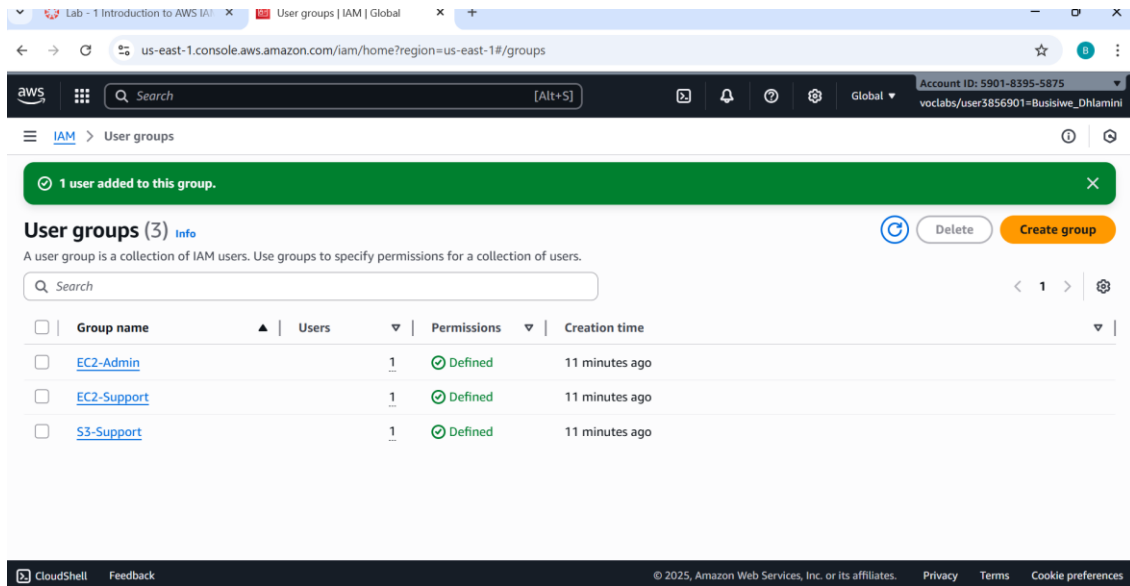 Lab - 1 Introduction to AWS IA
User groups | IAM | Global
us-east-1.console.aws.amazon.com/iam/home?region=us-east-1#/groups
B
aws
Search
[Alt+S]
Global
Account ID: 5901-8395-5875
voclabs/user3856901=Busisiwe_Dhlamini
IAM > User groups
1 user added to this group.
User groups (3) Info
Delete
Create group
A user group is a collection of IAM users. Use groups to specify permissions for a collection of users.
Search
1
Group name Users Permissions Creation time
EC2-Admin 1 Defined 11 minutes ago
EC2-Support 1 Defined 11 minutes ago
S3-Support 1 Defined 11 minutes ago
CloudShell Feedback © 2025, Amazon Web Services, Inc. or its affiliates. Privacy Terms Cookie preferences